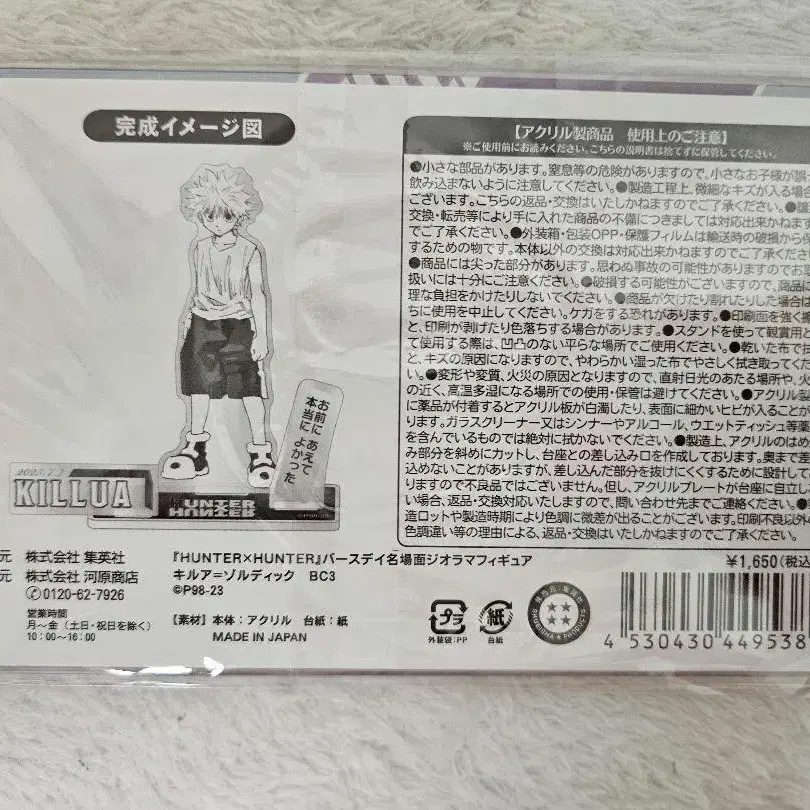 完成イメージ図
お前に あえて
本当に よかった
2023.7.7
KILLUA
HUNTER×HUNTER
©P98-23
元 株式会社 集英社
元 株式会社 河原商店
✆0120-62-7926
営業時間
月～金（土日・祝日を除く）
10：00～16：00
『HUNTER×HUNTER』バースデイ名場面ジオラマフィギュア
キルア＝ゾルディック BC3
©P98-23
【素材】本体：アクリル 台紙：紙
MADE IN JAPAN
【アクリル製商品 使用上のご注意】
※ご使用前にお読みください。こちらの説明書は捨てずに保管してください。
●小さな部品があります。窒息等の危険がありますので、小さなお子様が誤っ
飲み込まないように注意してください。●製造工程上、微細なキズが入る場合
ございます。こちらの返品・交換はいたしかねますのでご了承ください。●譲
交換・転売等により手に入れた商品の不備につきましては対応出来かねます
でご了承ください。●外装箱・包装OPP・保護フィルムは輸送時の破損から保
するための物です。本体以外の交換は対応出来かねますのでご了承くださ
●商品には尖った部分があります。思わぬ事故の可能性がありますのでお
扱いには十分にご注意ください。●破損する可能性がございますので、商品に
理な負担をかけたりしないでください。●商品が欠けたり割れたりした場合は
ちに使用を中止してください。ケガをする恐れがあります。●印刷面を強く擦
と、印刷が剥げたり色落ちする場合があります。●スタンドを使って観賞用と
て使用する際は、凹凸のない平らな場所でご使用ください。●乾いた布で拭
と、キズの原因になりますので、やわらかい湿った布でやさしく拭き取ってくだ
い。●変形や変質、火災の原因となりますので、直射日光のあたる場所や、火
の近く、高温多湿になる場所での使用・保管は避けてください。●アクリル製
に薬品が付着するとアクリル板が白濁したり、表面に細かいヒビが入ることが
ます。ガラスクリーナー又はシンナーやアルコール、ウエットティッシュ等薬
を含んでいるものでは絶対に拭かないでください。●製造上、アクリルのはめ
み部分を斜めにカットし、台座との差し込み口を作成しております。奥まで差
込めないことがありますが、差し込んだ部分を抜けにくくするために設計して
りますので不良品ではございません。但し、アクリルプレートが台座に自立し
い場合、返品・交換対応いたしますので、問い合わせ先までご連絡ください。●
造ロットや製造時期により色調に微差が出ることがございます。印刷不良以外の
色調違い等の理由による、返品・交換はいたしかねますのでご了承ください。
¥1,650(税込
プラ
外装袋：PP
紙
台紙
SHUEISHA PRODUCT
4 530430 449538